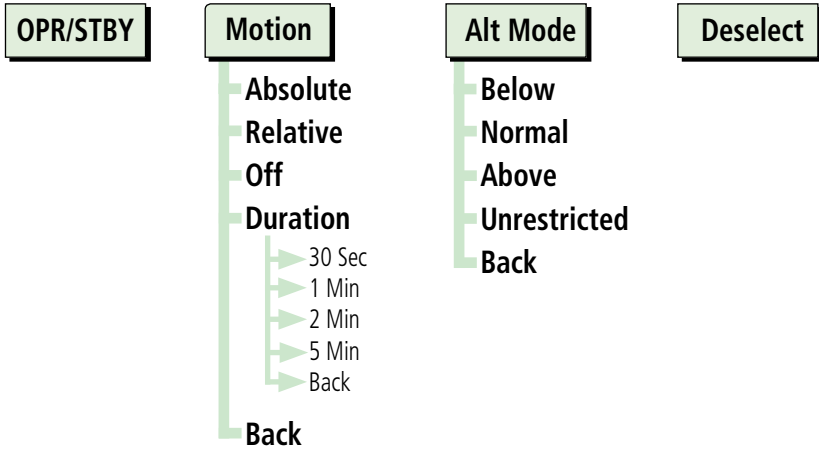 OPR/STBY
Motion
Absolute
Relative
Off
Duration
30 Sec
1 Min
2 Min
5 Min
Back
Back
Alt Mode
Below
Normal
Above
Unrestricted
Back
Deselect